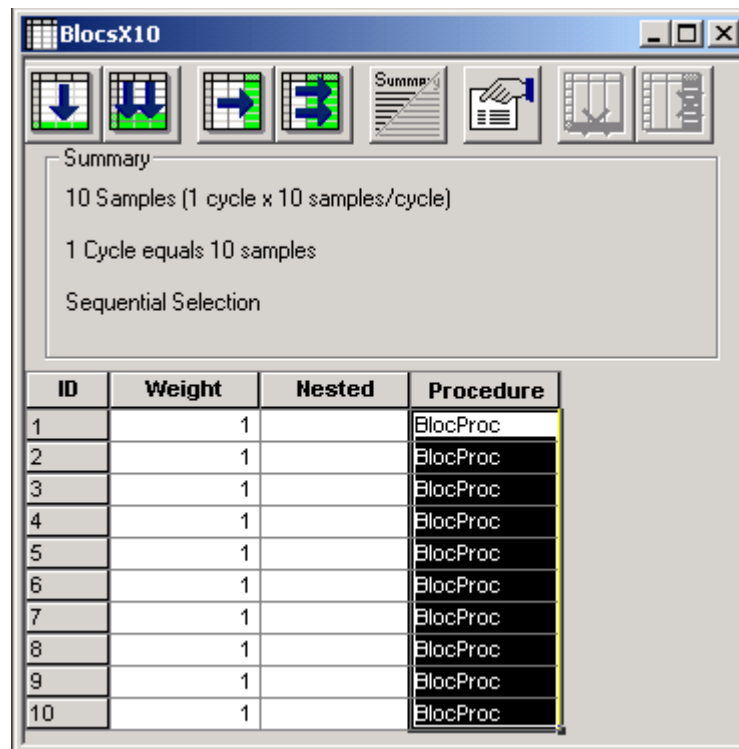 BlocsX10
Summary
Summary
10 Samples (1 cycle x 10 samples/cycle)
1 Cycle equals 10 samples
Sequential Selection
ID Weight Nested Procedure
1 1 BlocProc
2 1 BlocProc
3 1 BlocProc
4 1 BlocProc
5 1 BlocProc
6 1 BlocProc
7 1 BlocProc
8 1 BlocProc
9 1 BlocProc
10 1 BlocProc